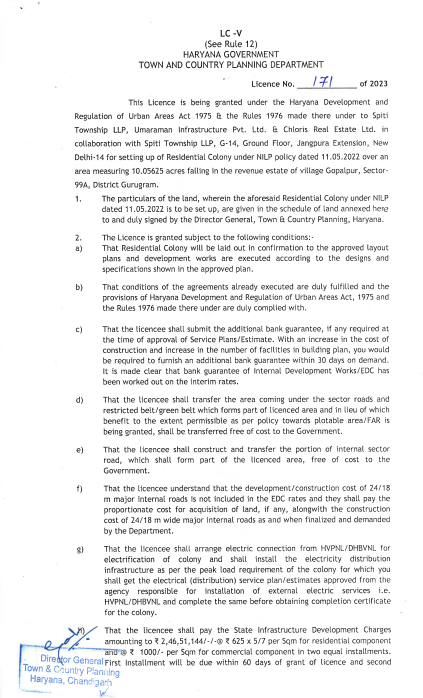 LC -V
(See Rule 12)
HARYANA GOVERNMENT
TOWN AND COUNTRY PLANNING DEPARTMENT
Licence No. 171 of 2023
This Licence is being granted under the Haryana Development and
Regulation of Urban Areas Act 1975 & the Rules 1976 made there under to Spiti
Township LLP, Umaraman Infrastructure Pvt. Ltd. & Chloris Real Estate Ltd. in
collaboration with Spiti Township LLP, G-14, Ground Floor, Jangpura Extension, New
Delhi-14 for setting up of Residential Colony under NILP policy dated 11.05.2022 over an
area measuring 10.05625 acres falling in the revenue estate of village Gopalpur, Sector-
99A, District Gurugram.
1. The particulars of the land, wherein the aforesaid Residential Colony under NILP
dated 11.05.2022 is to be set up, are given in the schedule of land annexed hereto
to and duly signed by the Director General, Town & Country Planning, Haryana.
2. The Licence is granted subject to the following conditions:-
a) That Residential Colony will be laid out in confirmation to the approved layout
plans and development works are executed according to the designs and
specifications shown in the approved plan.
b) That conditions of the agreements already executed are duly fulfilled and the
provisions of Haryana Development and Regulation of Urban Areas Act, 1975 and
the Rules 1976 made there under are duly complied with.
c) That the licencee shall submit the additional bank guarantee, if any required at
the time of approval of Service Plans/Estimate. With an increase in the cost of
construction and increase in the number of facilities in building plan, you would
be required to furnish an additional bank guarantee within 30 days on demand.
It is made clear that bank guarantee of Internal Development Works/EDC has
been worked out on the interim rates.
d) That the licencee shall transfer the area coming under the sector roads and
restricted belt/green belt which forms part of licenced area and in lieu of which
benefit to the extent permissible as per policy towards plotable area/FAR is
being granted, shall be transferred free of cost to the Government.
e) That the licencee shall construct and transfer the portion of internal sector
road, which shall form part of the licenced area, free of cost to the
Government.
f) That the licencee understand that the development/construction cost of 24/18
m major internal roads is not included in the EDC rates and they shall pay the
proportionate cost for acquisition of land, if any, alongwith the construction
cost of 24/18 m wide major internal roads as and when finalized and demanded
by the Department.
g) That the licencee shall arrange electric connection from HVPNL/DHBVNL for
electrification of colony and shall install the electricity distribution
infrastructure as per the peak load requirement of the colony for which you
shall get the electrical (distribution) service plan/estimates approved from the
agency responsible for installation of external electric services i.e.
HVPNL/DHBVNL and complete the same before obtaining completion certificate
for the colony.
h) That the licencee shall pay the State Infrastructure Development Charges
amounting to ₹ 2,46,51,144/-/-@ ₹ 625 x 5/7 per Sqm for residential component
and @ ₹ 1000/- per Sqm for commercial component in two equal installments.
First installment will be due within 60 days of grant of licence and second
Director General
Town & Country Planning
Haryana, Chandigarh